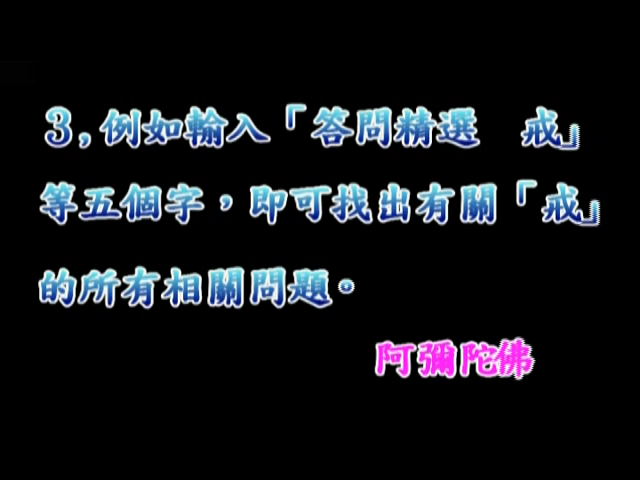 3,例如輸入「答問精選　戒」
等五個字，即可找出有關「戒」
的所有相關問題。
阿彌陀佛